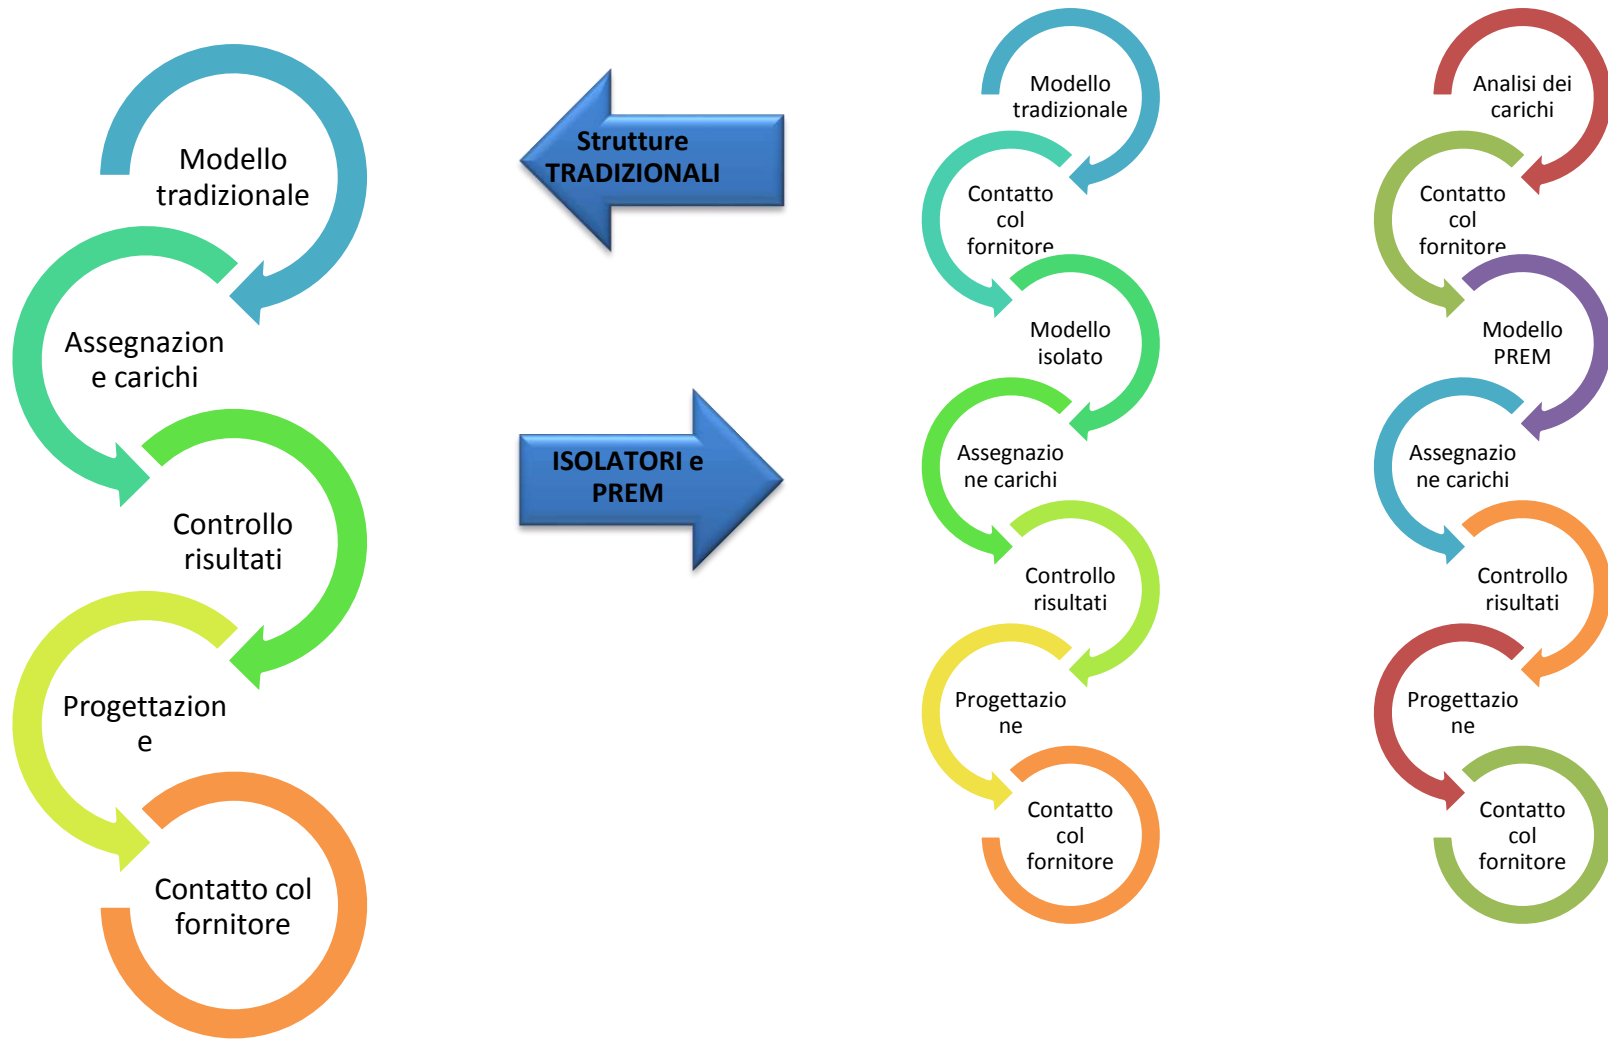 Modello
tradizionale
Assegnazion
e carichi
Controllo
risultati
Progettazion
e
Contatto col
fornitore
Strutture
TRADIZIONALI
ISOLATORI e
PREM
Modello
tradizionale
Contatto
col
fornitore
Modello
isolato
Assegnazio
ne carichi
Controllo
risultati
Progettazio
ne
Contatto
col
fornitore
Analisi dei
carichi
Contatto
col
fornitore
Modello
PREM
Assegnazio
ne carichi
Controllo
risultati
Progettazio
ne
Contatto
col
fornitore